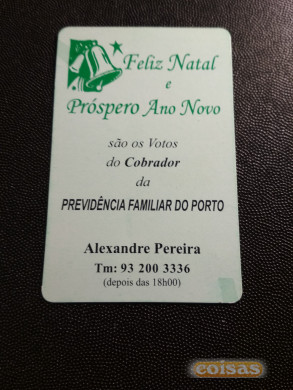 Feliz Natal
e
Próspero Ano Novo
são os Votos
do Cobrador
da
PREVIDÊNCIA FAMILIAR DO PORTO
Alexandre Pereira
Tm: 93 200 3336
(depois das 18h00)
coisas